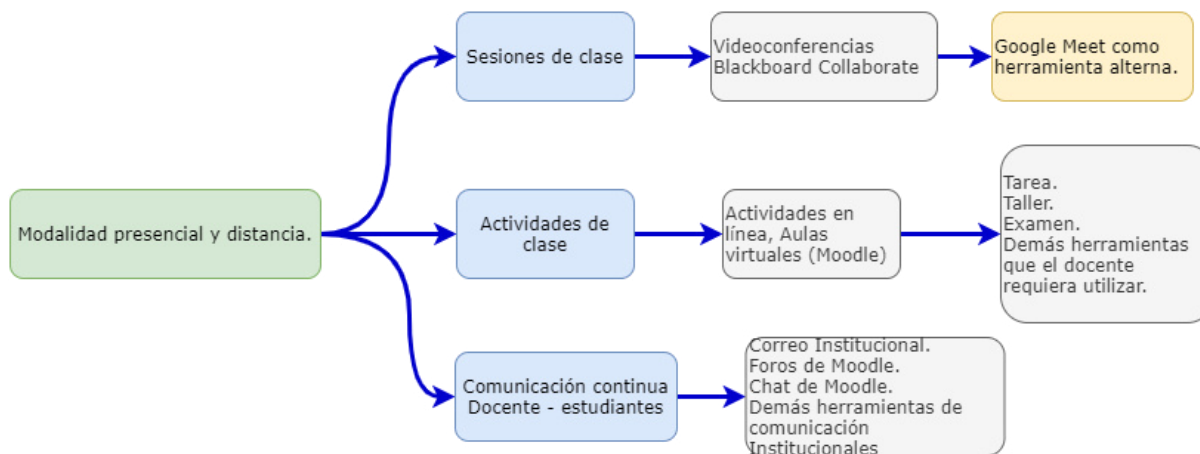 Modalidad presencial y distancia.
Sesiones de clase
Videoconferencias
Blackboard Collaborate
Google Meet como
herramienta alterna.
Actividades de
clase
Actividades en
línea, Aulas
virtuales (Moodle)
Tarea.
Taller.
Examen.
Demás herramientas
que el docente
requiera utilizar.
Comunicación continua
Docente - estudiantes
Correo Institucional.
Foros de Moodle.
Chat de Moodle.
Demás herramientas de
comunicación
Institucionales